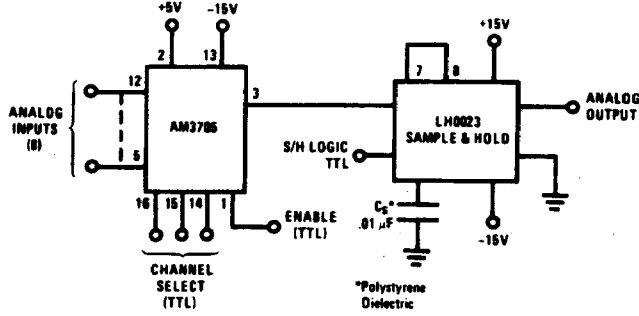 +5V
-15V
2
13
12
3
ANALOG
INPUTS
(8)
AM3705
5
16
15
14
1
ENABLE
(TTL)
CHANNEL
SELECT
(TTL)
+15V
7
8
LH0023
SAMPLE & HOLD
ANALOG
OUTPUT
S/H LOGIC
TTL
Cs*
.01 μF
-15V
*Polystyrene
Dielectric